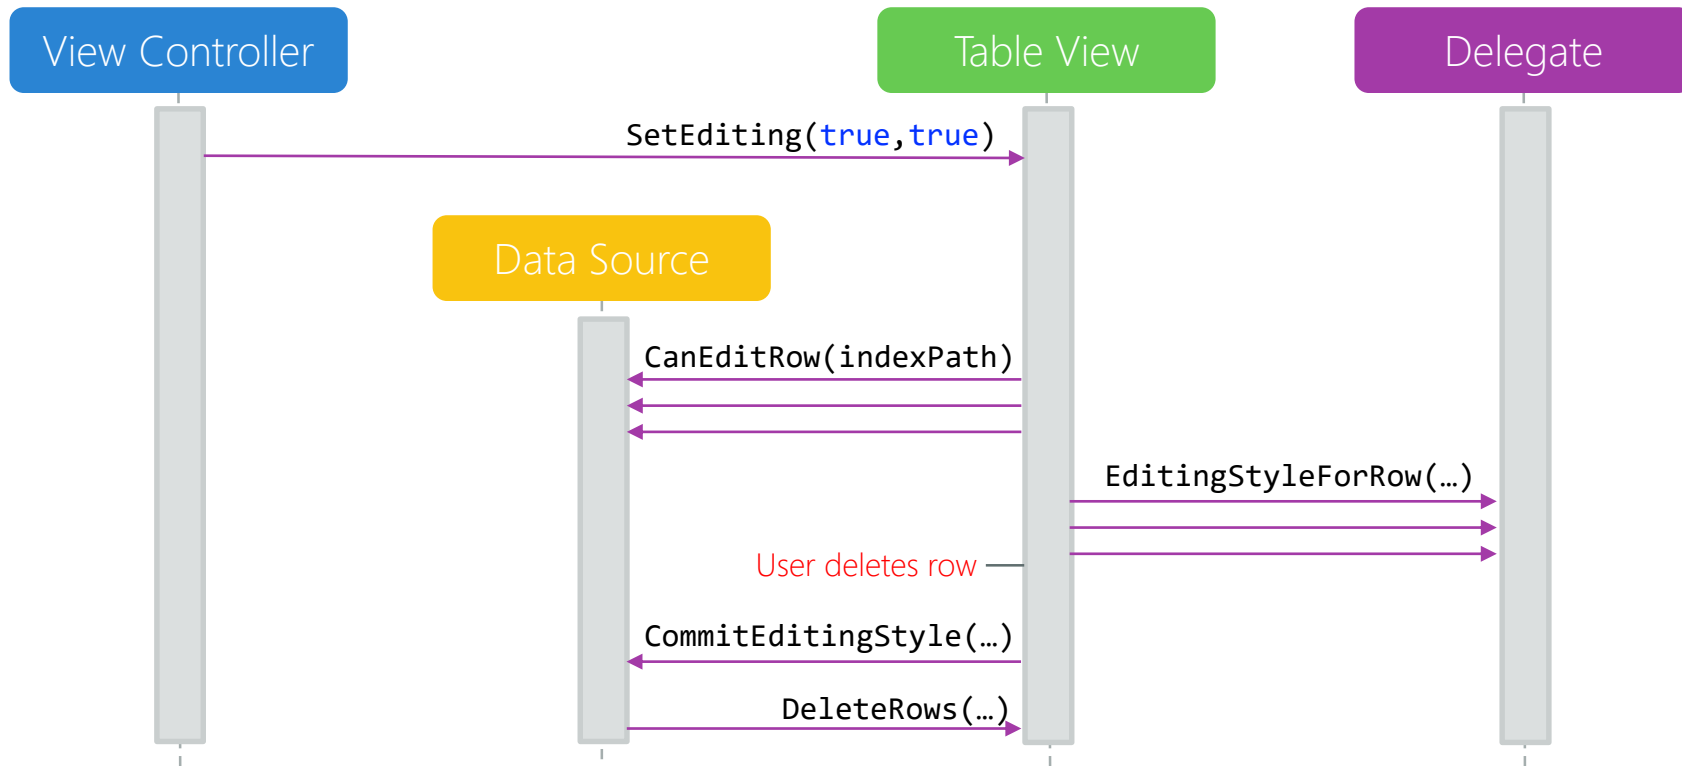 View Controller
Table View
Delegate
SetEditing(true,true)
Data Source
CanEditRow(indexPath)
EditingStyleForRow(…)
User deletes row
CommitEditingStyle(…)
DeleteRows(…)